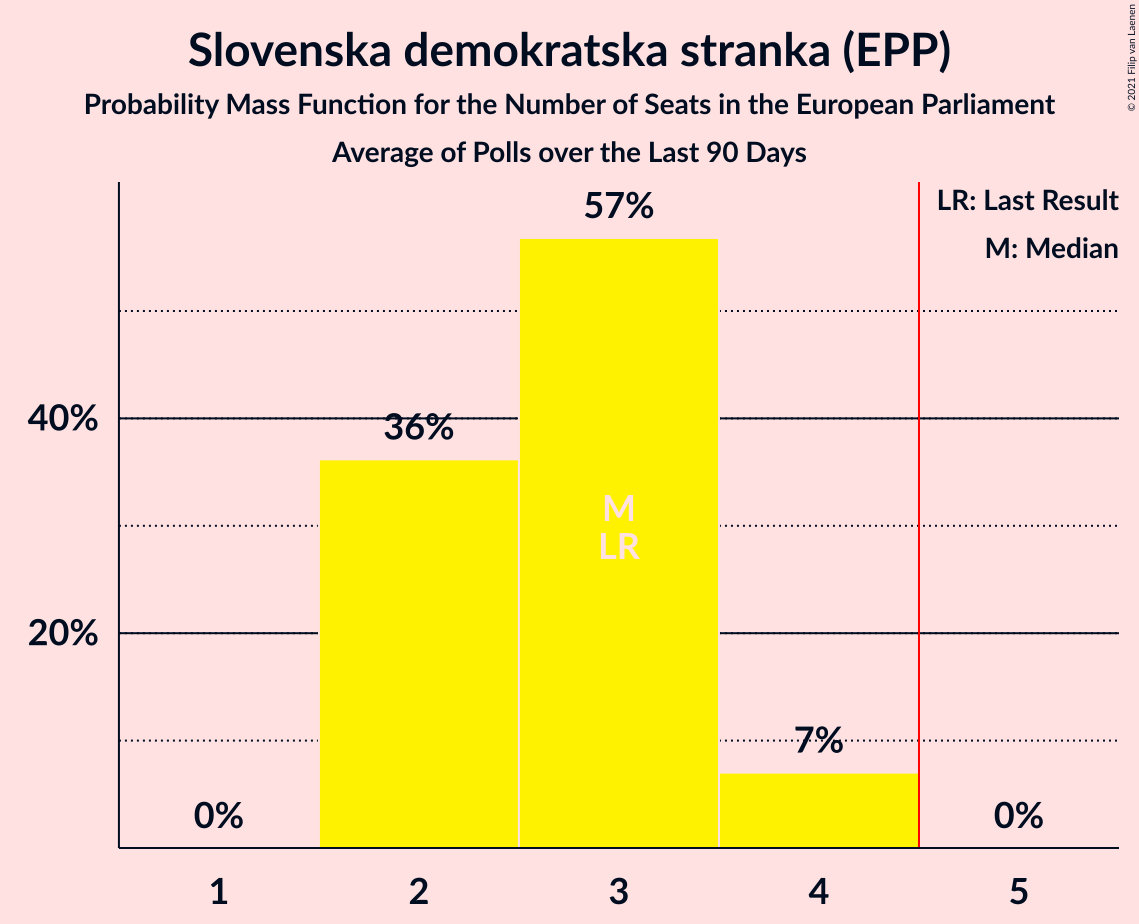 Slovenska demokratska stranka (EPP)
Probability Mass Function for the Number of Seats in the European Parliament
Average of Polls over the Last 90 Days
© 2021 Filip van Laenen
LR: Last Result
M: Median
57%
40%
36%
M
LR
20%
7%
0%
0%
1 2 3 4 5